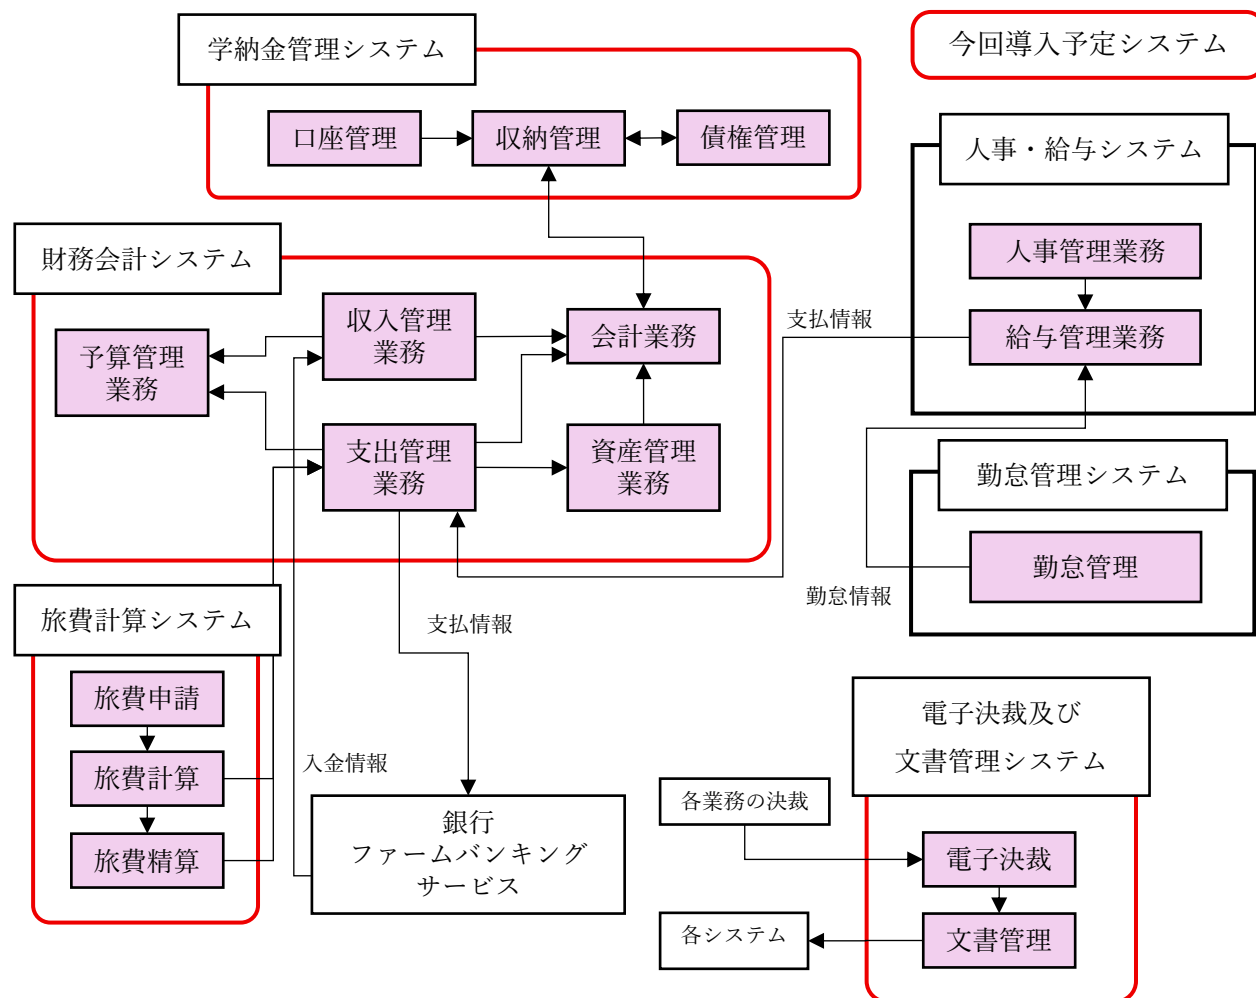 学納金管理システム
今回導入予定システム
口座管理
収納管理
債権管理
人事・給与システム
人事管理業務
給与管理業務
財務会計システム
収入管理
業務
会計業務
予算管理
業務
支出管理
業務
資産管理
業務
支払情報
勤怠管理システム
勤怠管理
勤怠情報
旅費計算システム
旅費申請
旅費計算
旅費精算
支払情報
入金情報
銀行
ファームバンキング
サービス
電子決裁及び
文書管理システム
各業務の決裁
電子決裁
各システム
文書管理